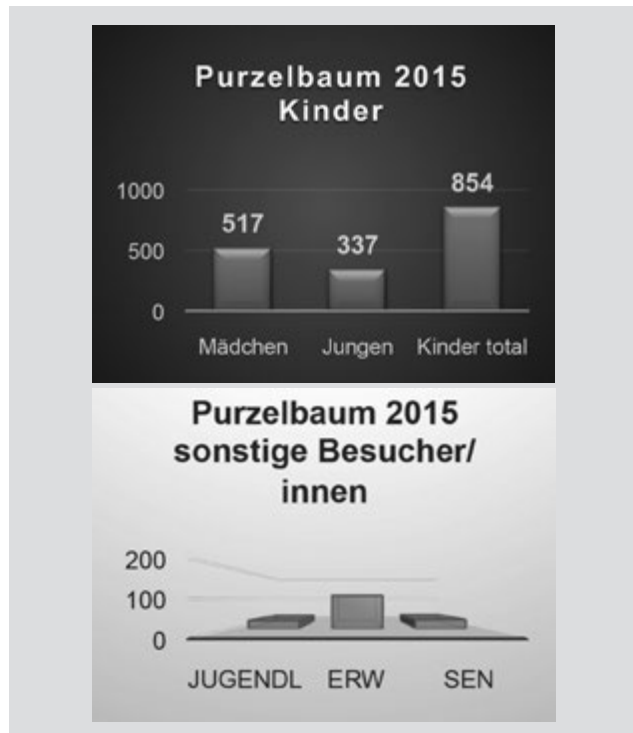 Purzelbaum 2015
Kinder
854
1000
517
337
500
0
Mädchen Jungen Kinder total
Purzelbaum 2015
sonstige Besucher/
innen
200
100
0
JUGENDL ERW SEN